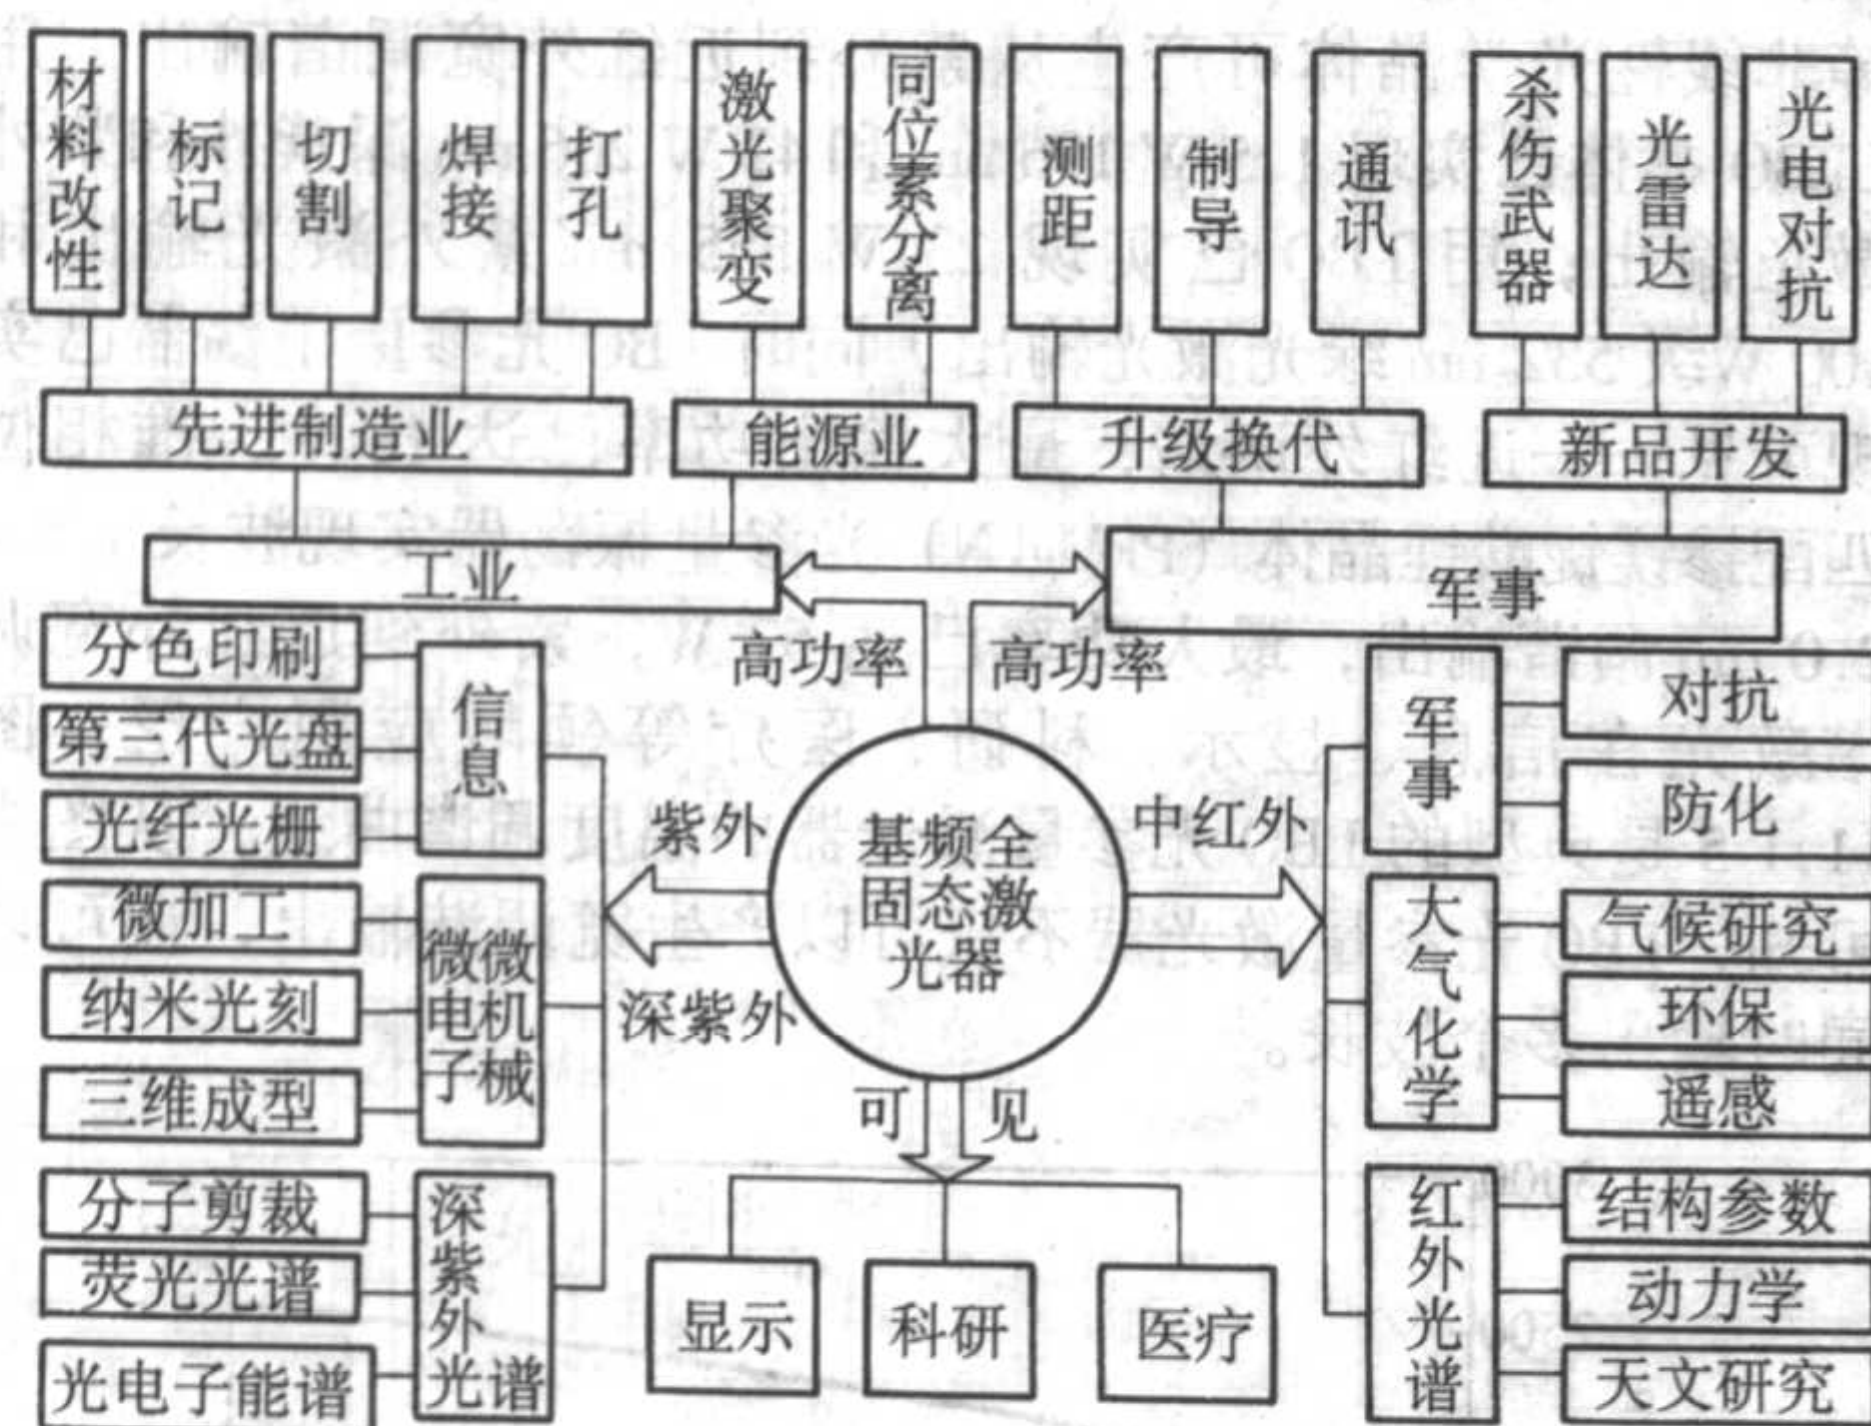 材料改性
标记
切割
焊接
打孔
激光聚变
同位素分离
测距
制导
通讯
杀伤武器
光雷达
光电对抗
先进制造业
能源业
升级换代
新品开发
工业
军事
高功率
高功率
分色印刷
第三代光盘
光纤光栅
信息
微加工
纳米光刻
三维成型
微电子
微机械
分子剪裁
荧光光谱
光电子能谱
深紫外光谱
紫外
深紫外
基频全
固态激
光器
中红外
可见
显示
科研
医疗
军事
对抗
防化
大气化学
气候研究
环保
遥感
红外光谱
结构参数
动力学
天文研究